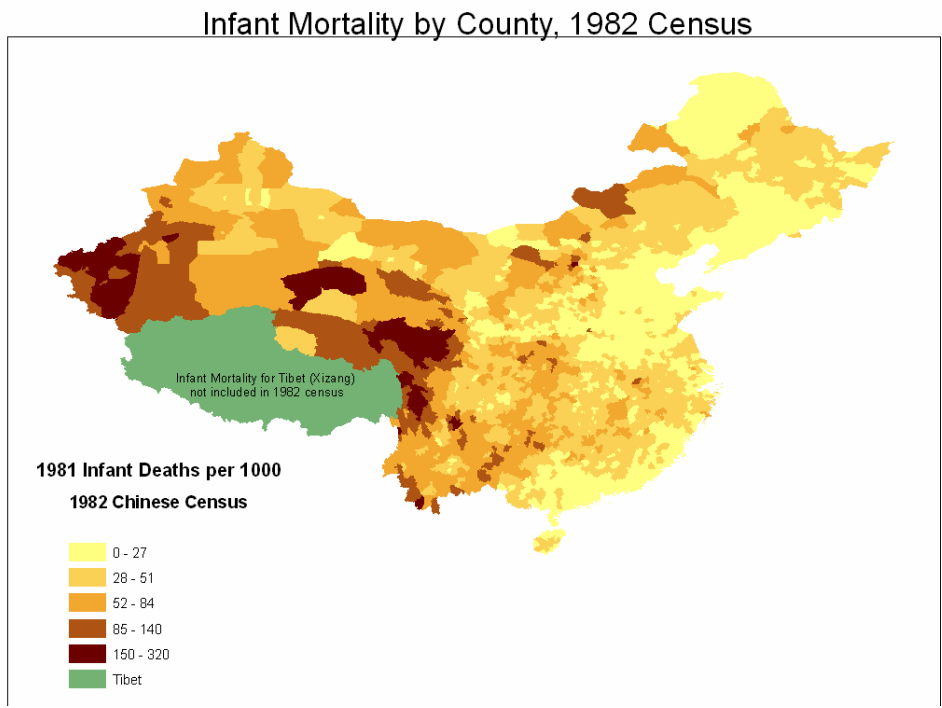 Infant Mortality by County, 1982 Census
Infant Mortality for Tibet (Xizang)
not included in 1982 census
1981 Infant Deaths per 1000
1982 Chinese Census
0 - 27
28 - 51
52 - 84
85 - 140
150 - 320
Tibet